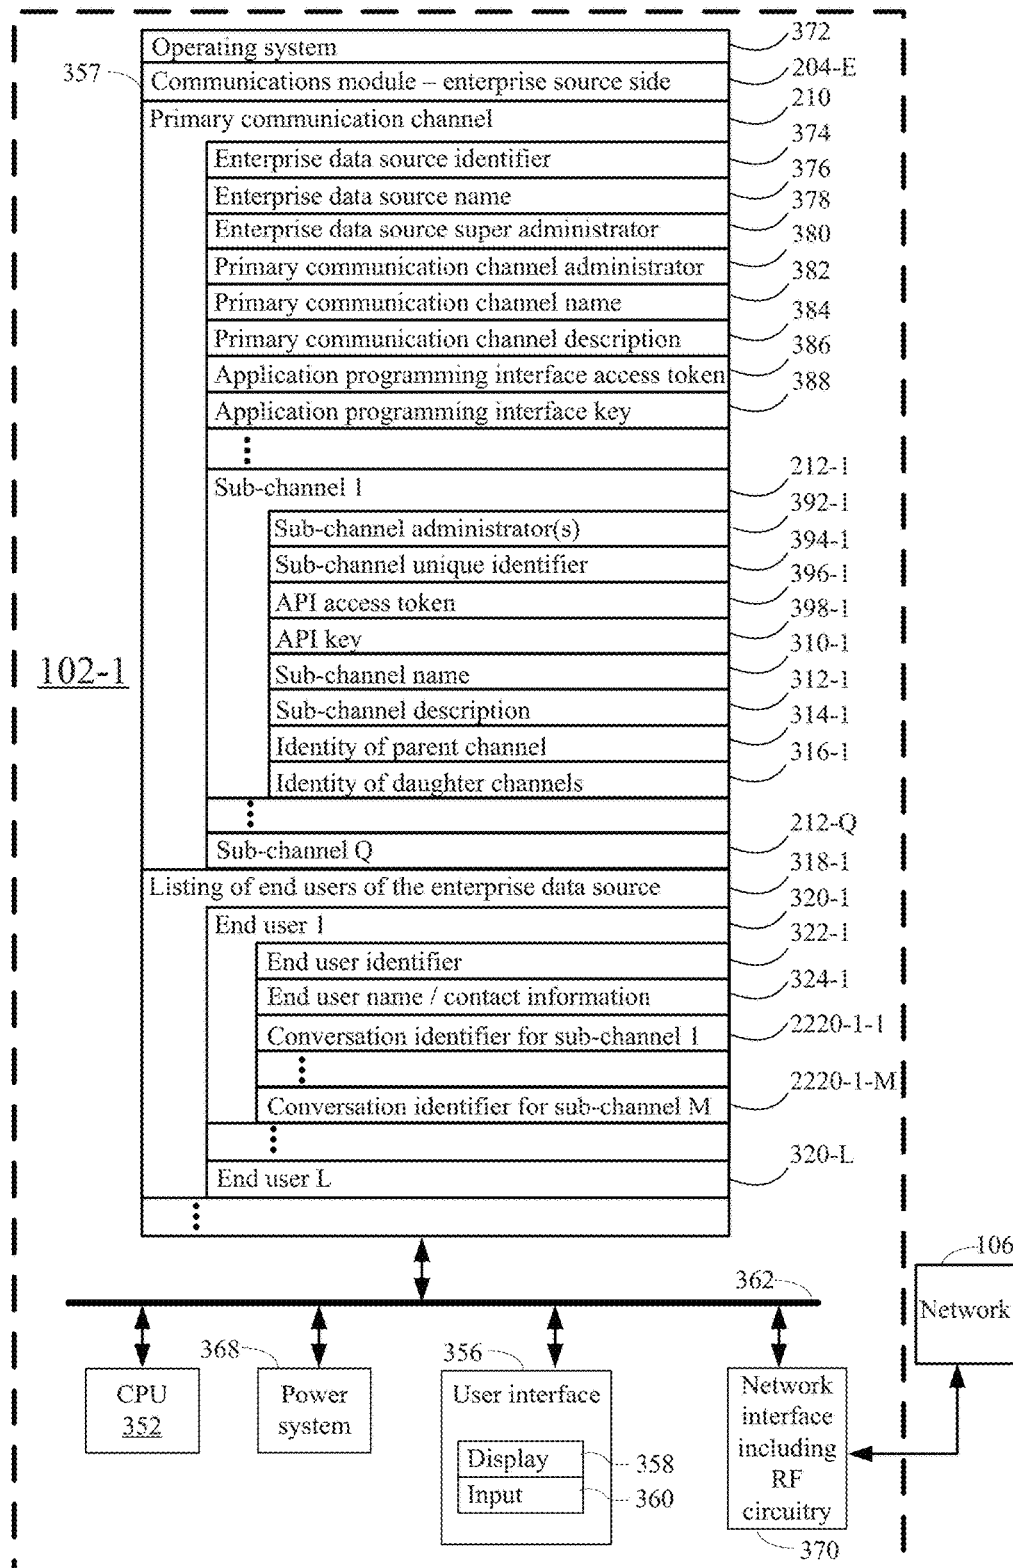 Operating system 372
357
Communications module – enterprise source side 204-E
Primary communication channel 210
Enterprise data source identifier 374
Enterprise data source name 376
Enterprise data source super administrator 378
Primary communication channel administrator 380
Primary communication channel name 382
Primary communication channel description 384
Application programming interface access token 386
Application programming interface key 388
Sub-channel 1 212-1
Sub-channel administrator(s) 392-1
Sub-channel unique identifier 394-1
API access token 396-1
API key 398-1
102-1
Sub-channel name 310-1
Sub-channel description 312-1
Identity of parent channel 314-1
Identity of daughter channels 316-1
Sub-channel Q 212-Q
Listing of end users of the enterprise data source 318-1
End user 1 320-1
End user identifier 322-1
End user name / contact information 324-1
Conversation identifier for sub-channel 1 2220-1-1
Conversation identifier for sub-channel M 2220-1-M
End user L 320-L
362
106
Network
CPU
352
368
Power
system
356
User interface
Display 358
Input 360
Network
interface
including
RF
circuitry
370